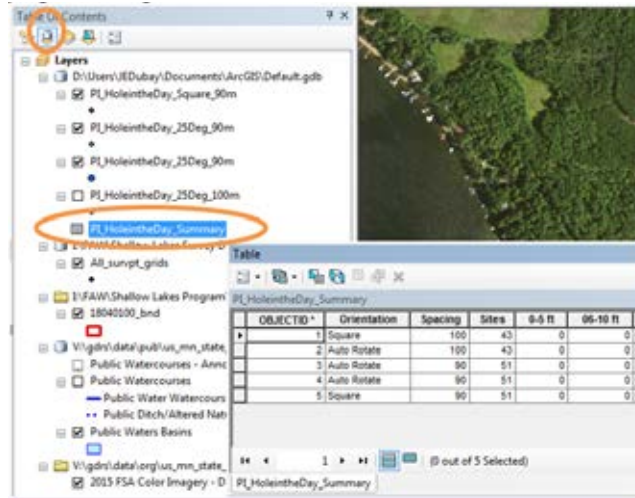 Table Of Contents
Layers
D:\Users\JEDubay\Documents\ArcGIS\Default.gdb
PI_HoleintheDay_Square_90m
PI_HoleintheDay_25Deg_90m
PI_HoleintheDay_25Deg_90m
PI_HoleintheDay_25Deg_100m
PI_HoleintheDay_Summary
All_survpt_grids
I:\FAW\Shallow Lakes Program
18040100_bnd
V:\gdrs\data\pub\us_mn_state_
Public Watercourses - Anno
Public Watercourses
Public Water Watercours
Public Ditch/Altered Nat
Public Waters Basins
V:\gdrs\data\org\us_mn_state_
2015 FSA Color Imagery - D
Table
PI_HoleintheDay_Summary
OBJECTID * Orientation Spacing Sites 0-5 ft 06-10 ft
1 Square 100 43 0 0
2 Auto Rotate 100 43 0 0
3 Auto Rotate 90 51 0 0
4 Auto Rotate 90 51 0 0
5 Square 90 51 0 0
1 (0 out of 5 Selected)
PI_HoleintheDay_Summary